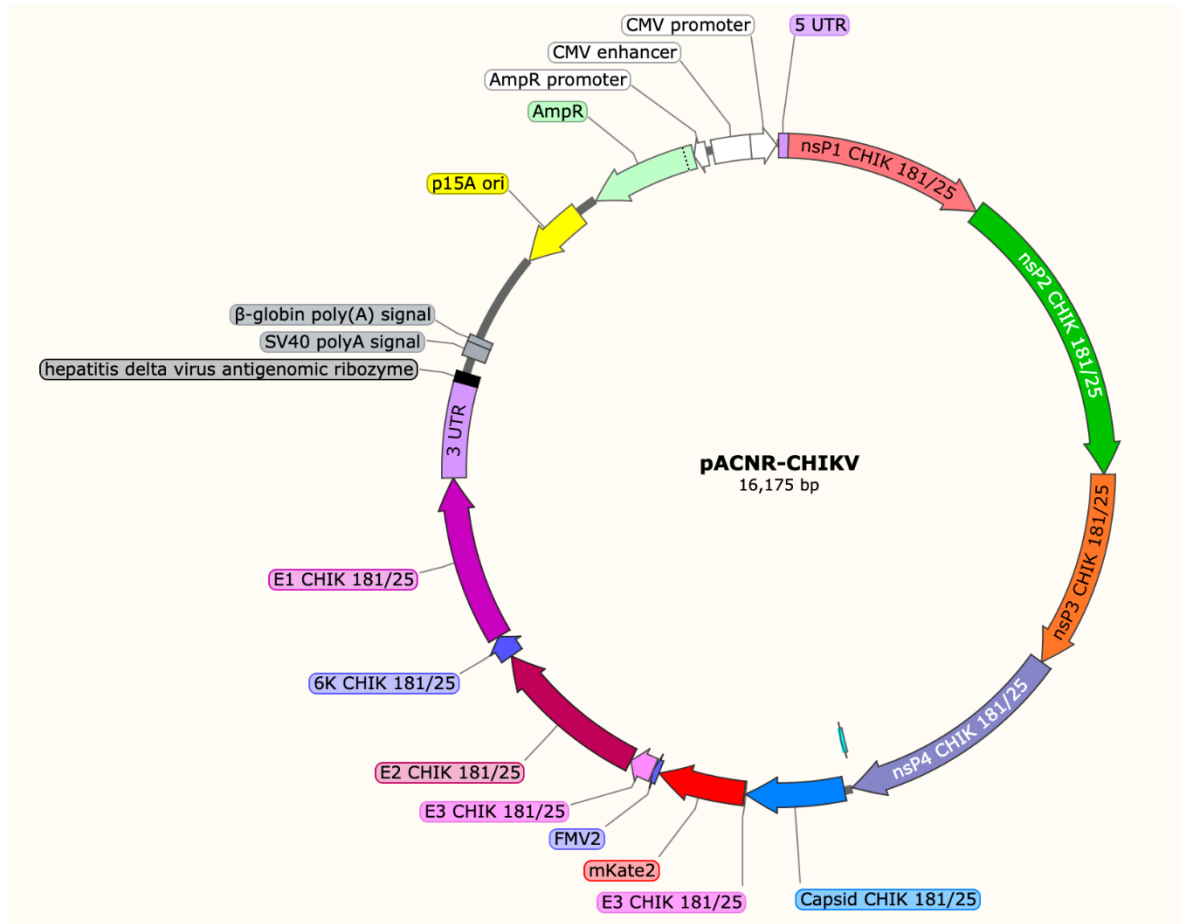 CMV promoter
5 UTR
CMV enhancer
AmpR promoter
AmpR
p15A ori
β-globin poly(A) signal
SV40 polyA signal
hepatitis delta virus antigenomic ribozyme
3 UTR
E1 CHIK 181/25
6K CHIK 181/25
E2 CHIK 181/25
E3 CHIK 181/25
FMV2
mKate2
E3 CHIK 181/25
Capsid CHIK 181/25
nsP4 CHIK 181/25
nsP3 CHIK 181/25
nsP2 CHIK 181/25
nsP1 CHIK 181/25
pACNR-CHIKV
16,175 bp